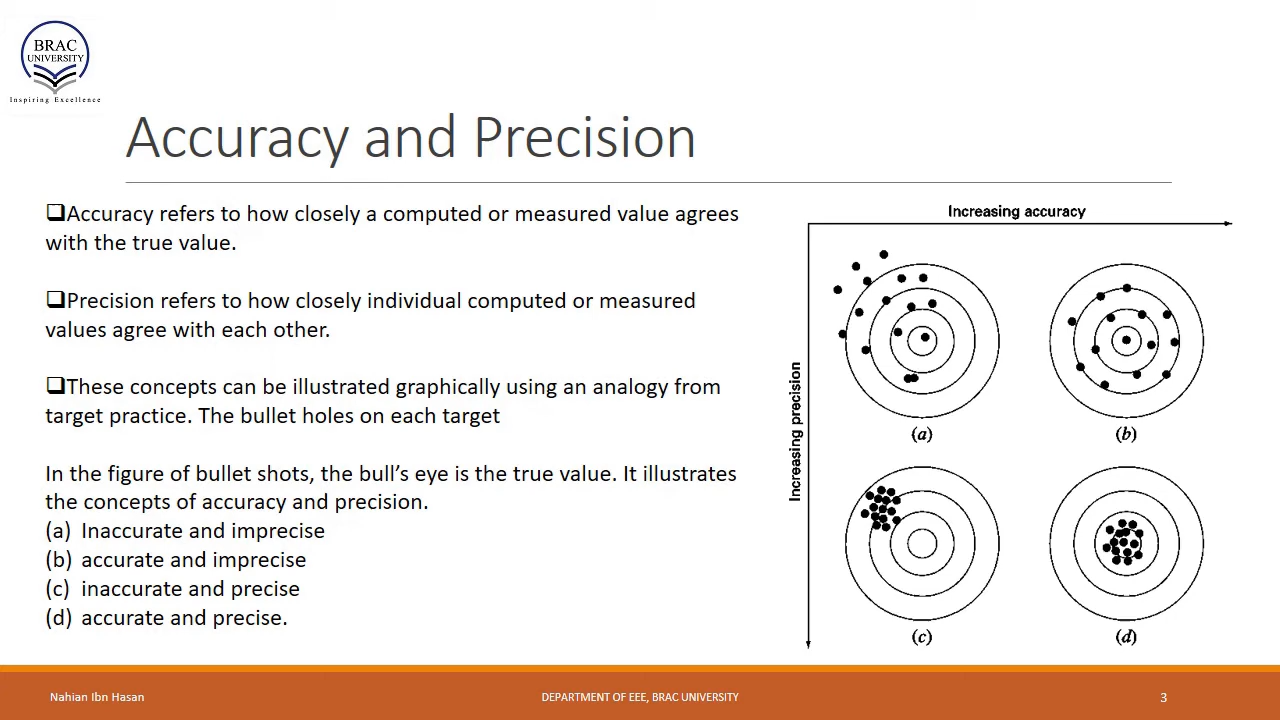 BRAC
UNIVERSITY
Inspiring Excellence
Accuracy and Precision
❑Accuracy refers to how closely a computed or measured value agrees
with the true value.
❑Precision refers to how closely individual computed or measured
values agree with each other.
❑These concepts can be illustrated graphically using an analogy from
target practice. The bullet holes on each target
In the figure of bullet shots, the bull’s eye is the true value. It illustrates
the concepts of accuracy and precision.
(a) Inaccurate and imprecise
(b) accurate and imprecise
(c) inaccurate and precise
(d) accurate and precise.
Increasing accuracy
Increasing precision
(a)
(b)
(c)
(d)
Nahian Ibn Hasan
DEPARTMENT OF EEE, BRAC UNIVERSITY
3